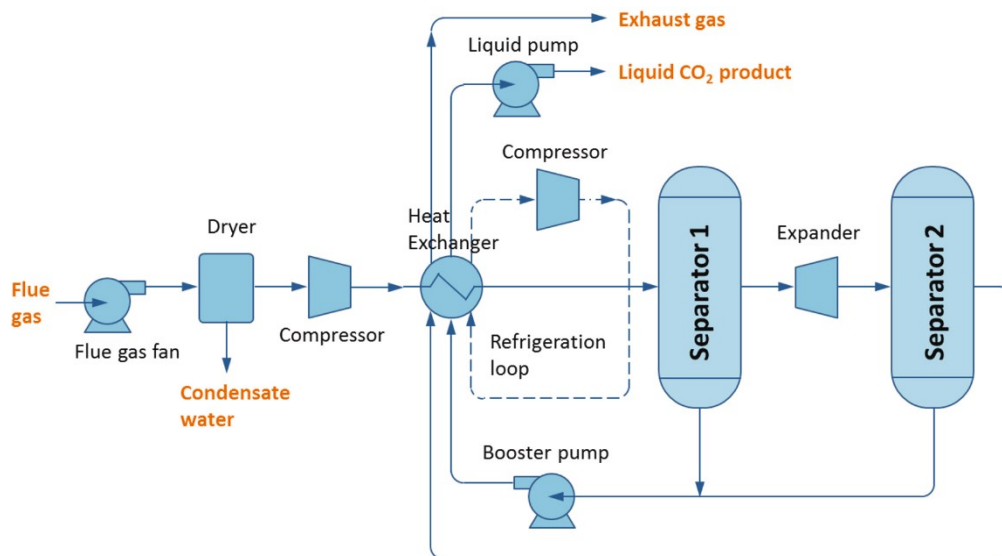 Exhaust gas
Liquid pump
Liquid CO₂ product
Compressor
Heat
Exchanger
Dryer
Separator 1
Expander
Separator 2
Flue
gas
Flue gas fan
Compressor
Refrigeration
loop
Condensate
water
Booster pump